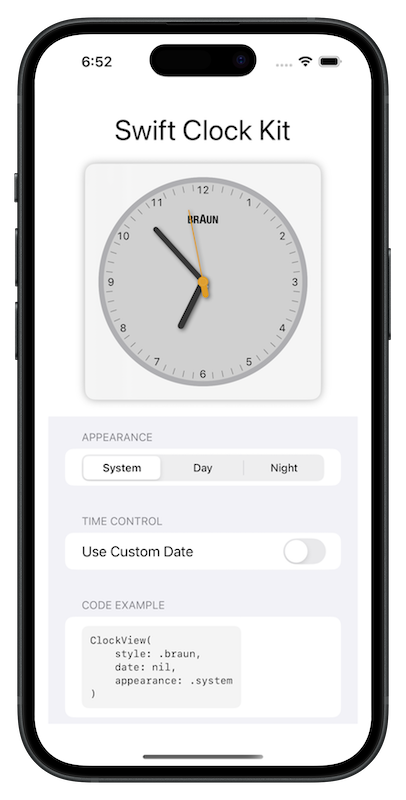 6:52
Swift Clock Kit
12
11
1
BRAUN
10
2
9
3
8
4
7
5
6
APPEARANCE
System Day Night
TIME CONTROL
Use Custom Date
CODE EXAMPLE
ClockView(
    style: .braun,
    date: nil,
    appearance: .system
)